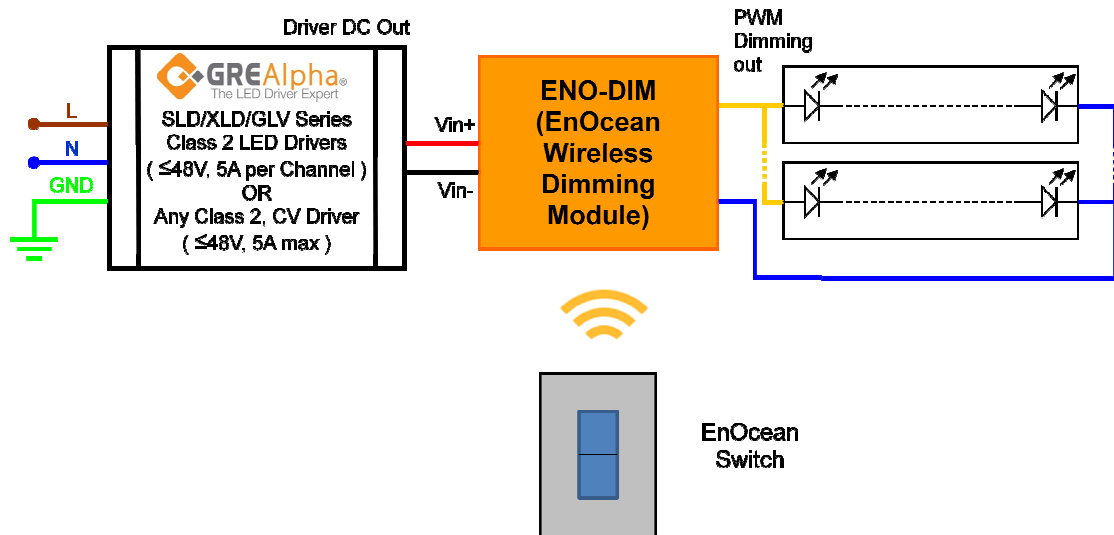 Driver DC Out
PWM
Dimming
out
GREAlpha®
The LED Driver Expert
SLD/XLD/GLV Series
Class 2 LED Drivers
( ≤48V, 5A per Channel )
OR
Any Class 2, CV Driver
( ≤48V, 5A max )
L
N
GND
Vin+
Vin-
ENO-DIM
(EnOcean
Wireless
Dimming
Module)
EnOcean
Switch